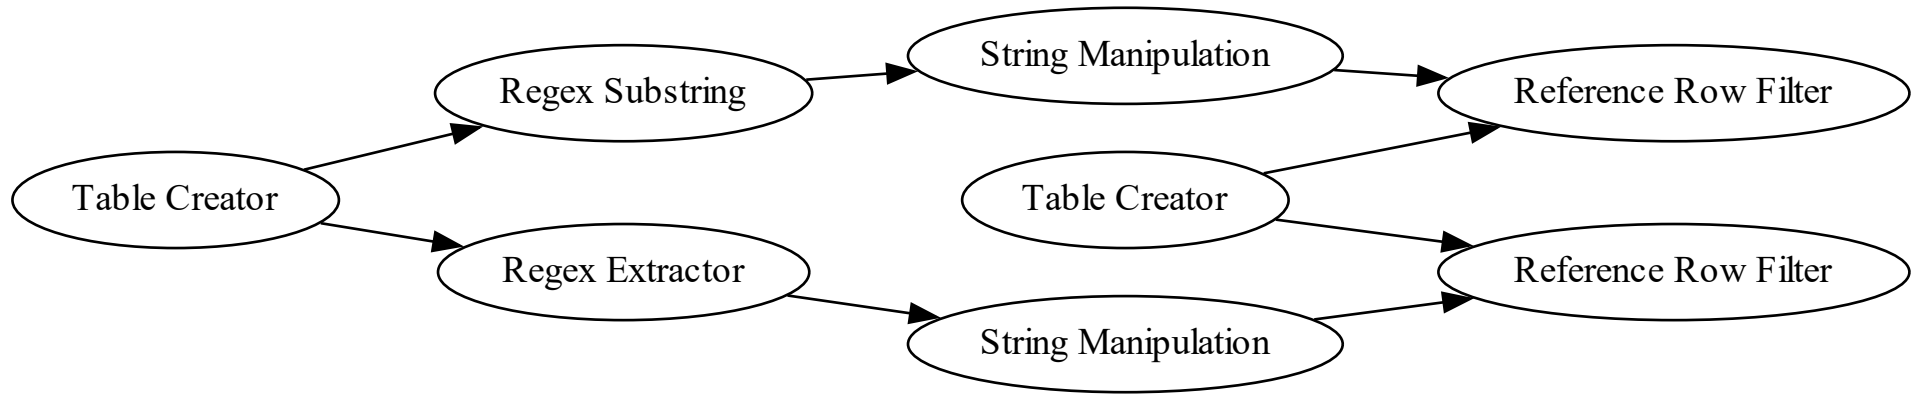 String Manipulation
Regex Substring
Reference Row Filter
Table Creator
Table Creator
Regex Extractor
Reference Row Filter
String Manipulation